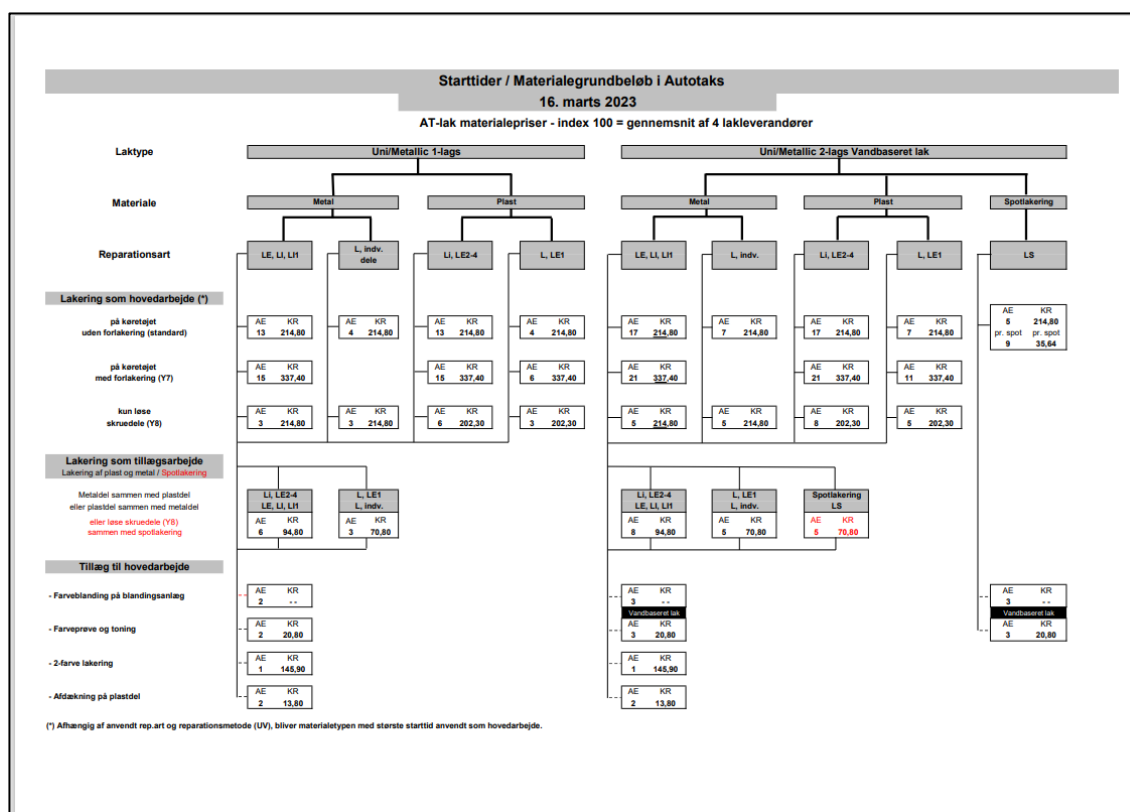 Starttider / Materialegrundbeløb i Autotaks
16. marts 2023
AT-lak materialepriser - index 100 = gennemsnit af 4 lakleverandører
Laktype Uni/Metallic 1-lags Uni/Metallic 2-lags Vandbaseret lak
Materiale Metal Plast Metal Plast Spotlakering
Reparationsart LE, LI, LI1 L, indv. dele Li, LE2-4 L, LE1 LE, LI, LI1 L, indv. Li, LE2-4 L, LE1 LS
Lakering som hovedarbejde (*)
på køretøjet AE KR AE KR AE KR AE KR AE KR AE KR AE KR AE KR AE KR
uden forlakering (standard) 13 214,80 4 214,80 13 214,80 4 214,80 17 214,80 7 214,80 17 214,80 7 214,80 5 214,80
pr. spot pr. spot
9 35,64
på køretøjet AE KR AE KR AE KR AE KR AE KR AE KR
med forlakering (Y7) 15 337,40 15 337,40 6 337,40 21 337,40 21 337,40 11 337,40
kun løse AE KR AE KR AE KR AE KR AE KR AE KR AE KR AE KR
skruedele (Y8) 3 214,80 3 214,80 6 202,30 3 202,30 5 214,80 5 214,80 8 202,30 5 202,30
Lakering som tillægsarbejde
Lakering af plast og metal / Spotlakering
Metaldel sammen med plastdel Li, LE2-4 L, LE1 Li, LE2-4 L, LE1 Spotlakering
eller plastdel sammen med metaldel LE, LI, LI1 L, indv. LE, LI, LI1 L, indv. LS
eller løse skruedele (Y8) AE KR AE KR AE KR AE KR AE KR
sammen med spotlakering 6 94,80 3 70,80 8 94,80 5 70,80 5 70,80
Tillæg til hovedarbejde
AE KR AE KR AE KR
- Farveblanding på blandingsanlæg 2 - - 3 - - 3 - -
Vandbaseret lak Vandbaseret lak
AE KR AE KR AE KR
- Farveprøve og toning 2 20,80 3 20,80 3 20,80
AE KR AE KR
- 2-farve lakering 1 145,90 1 145,90
AE KR AE KR
- Afdækning på plastdel 2 13,80 2 13,80
(*) Afhængig af anvendt rep.art og reparationsmetode (UV), bliver materialetypen med største starttid anvendt som hovedarbejde.